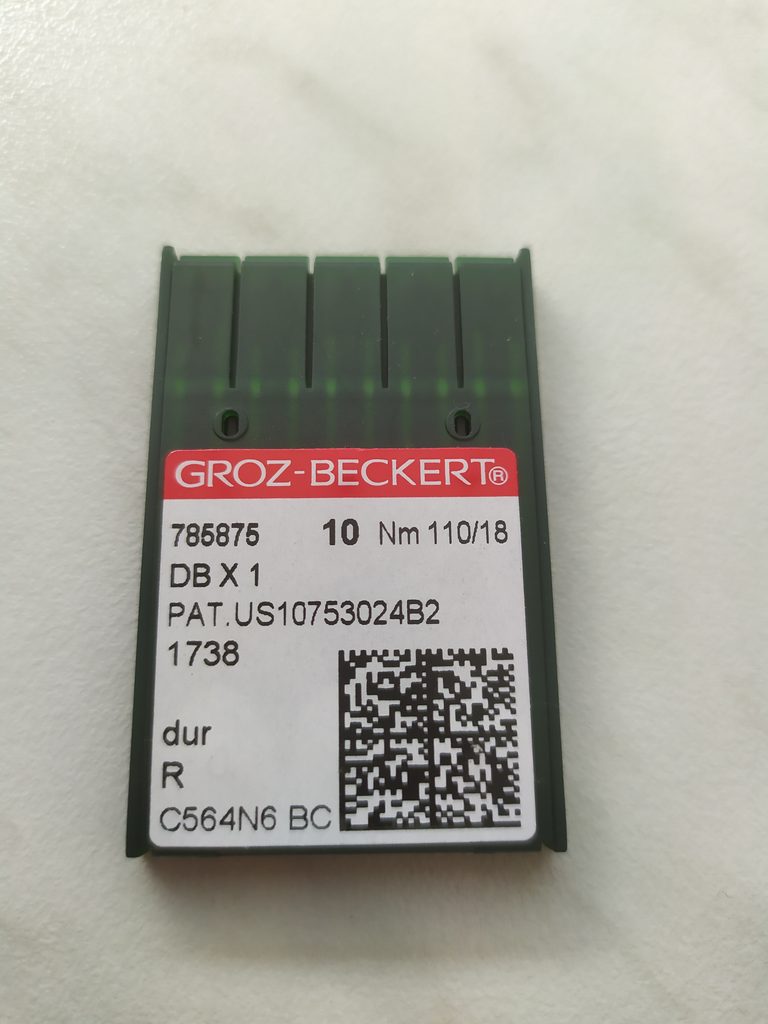 GROZ-BECKERT®
785875 10 Nm 110/18
DB X 1
PAT.US10753024B2
1738
dur
R
C564N6 BC